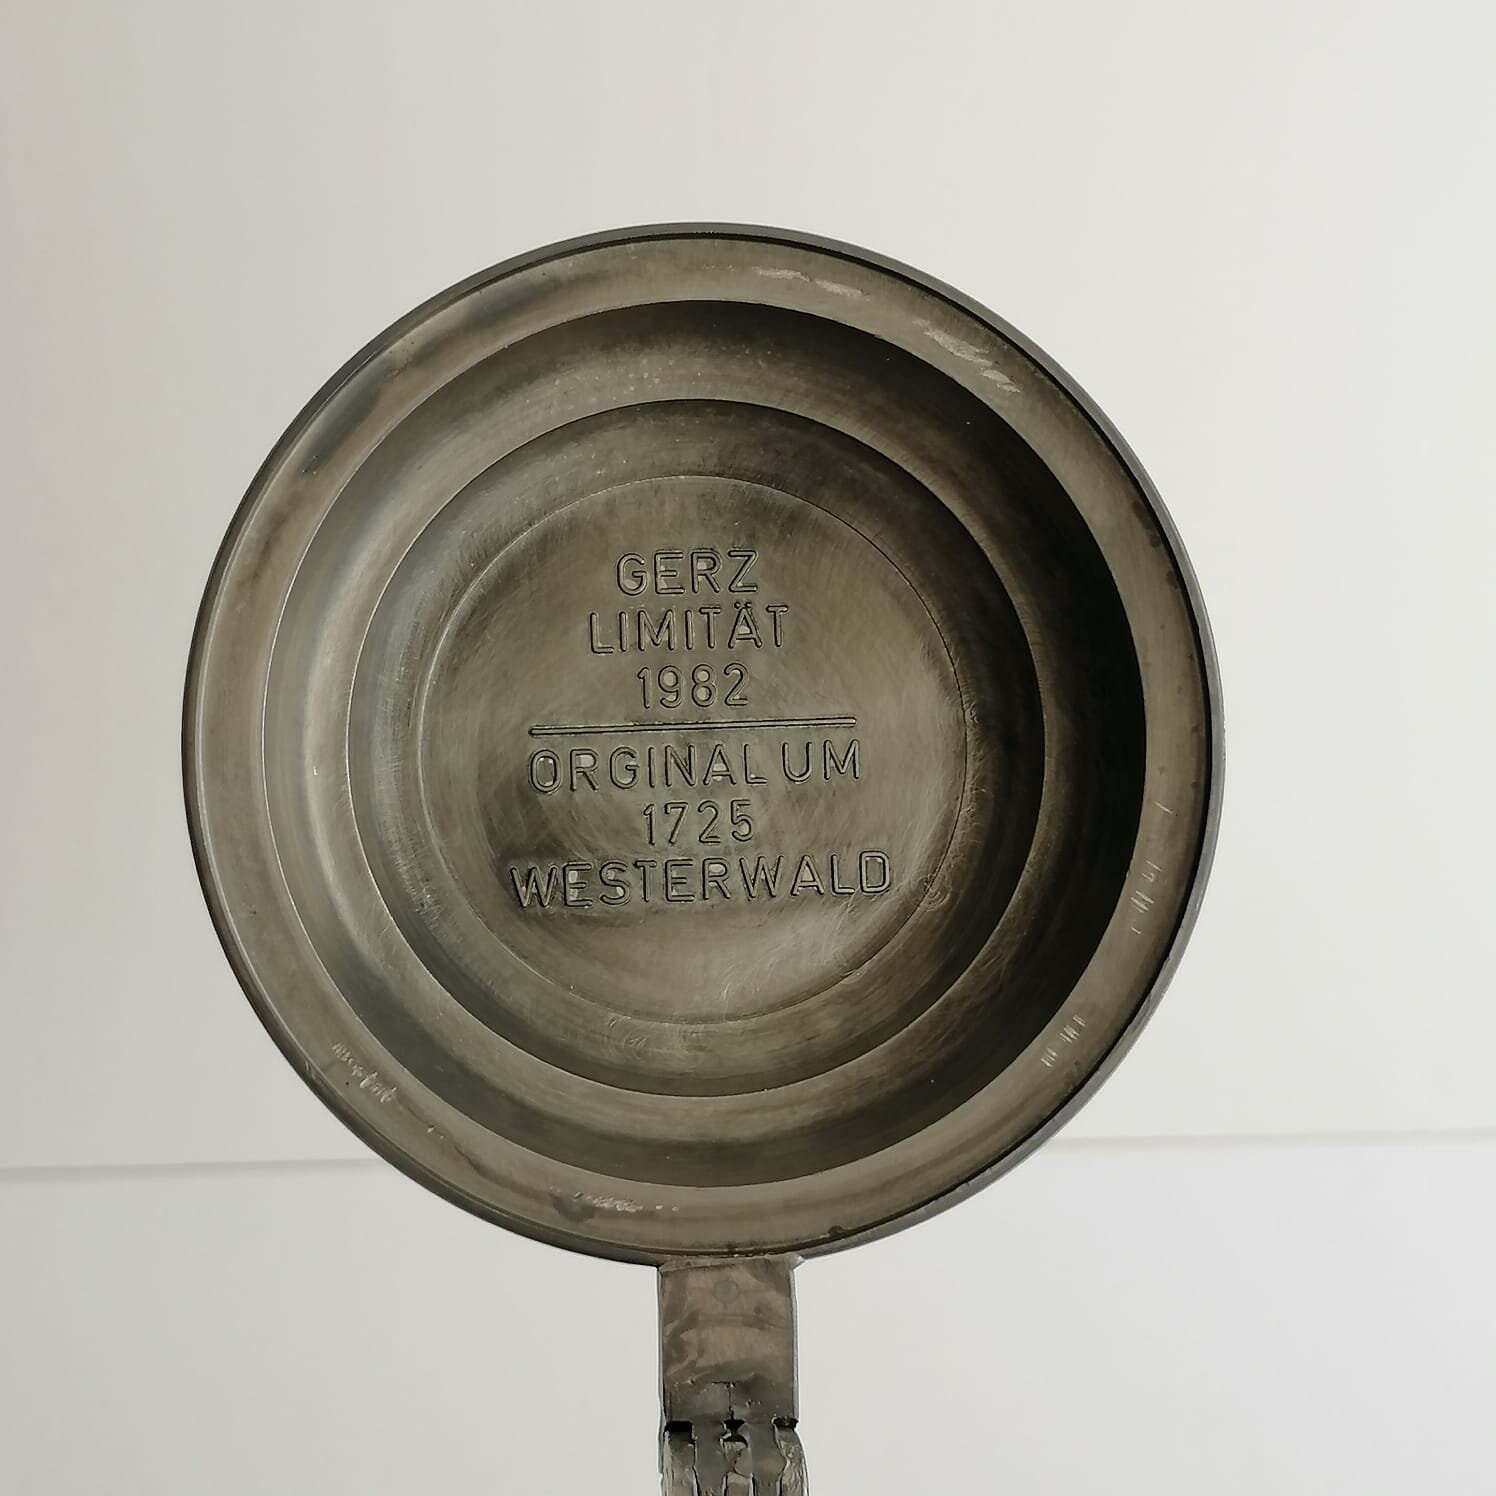 GERZ
LIMITÄT
1982
ORGINAL UM
1725
WESTERWALD